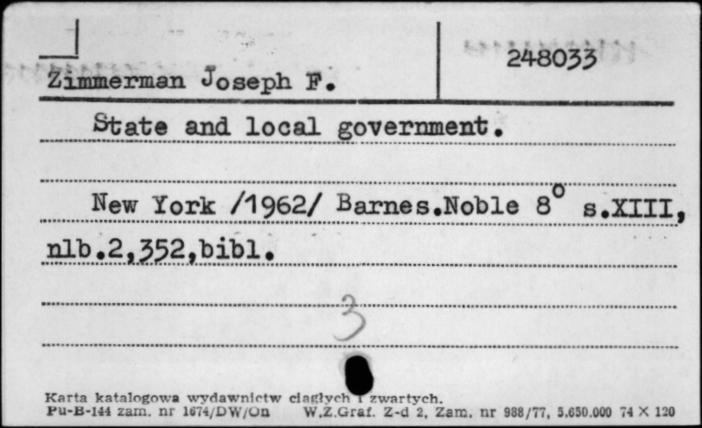 248033
Zimmerman Joseph F.
State and local government.
New York /1962/ Barnes.Noble 8° s.XIII,
nlb.2,352,bibl.
3
Karta katalogowa wydawnictw ciągłych i zwartych.
Pu-B-144 zam. nr 1674/DW/On W.Z.Graf. Z-d 2, Zam. nr 988/77, 5.650.000 74 X 120